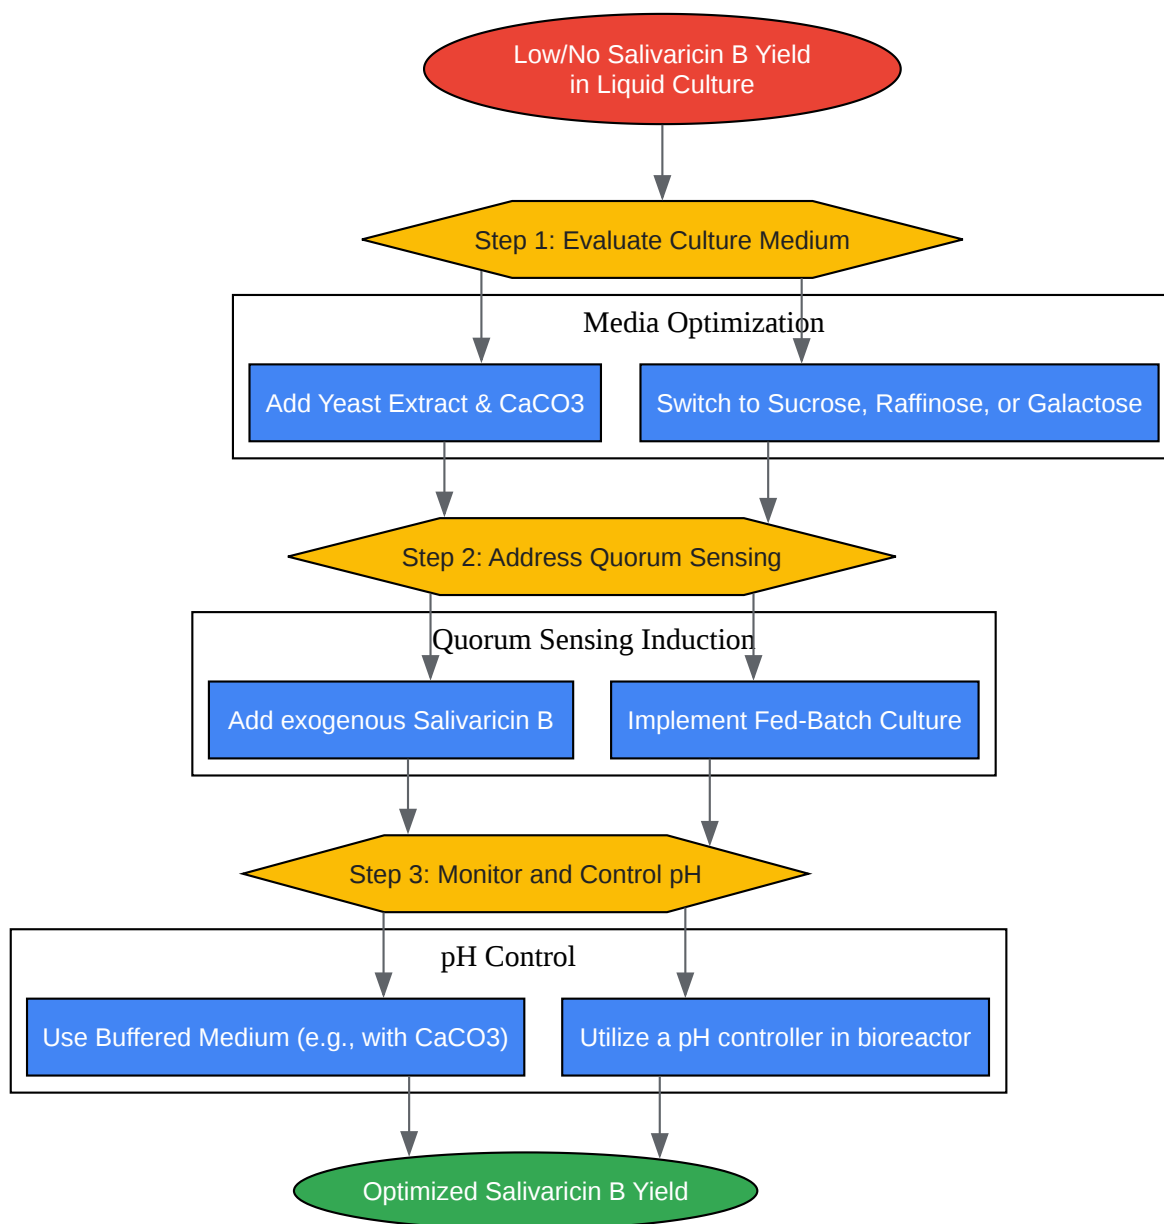 Low/No Salivaricin B Yield
in Liquid Culture
Step 1: Evaluate Culture Medium
Media Optimization
Add Yeast Extract & CaCO3
Switch to Sucrose, Raffinose, or Galactose
Step 2: Address Quorum Sensing
Quorum Sensing Induction
Add exogenous Salivaricin B
Implement Fed-Batch Culture
Step 3: Monitor and Control pH
pH Control
Use Buffered Medium (e.g., with CaCO3)
Utilize a pH controller in bioreactor
Optimized Salivaricin B Yield